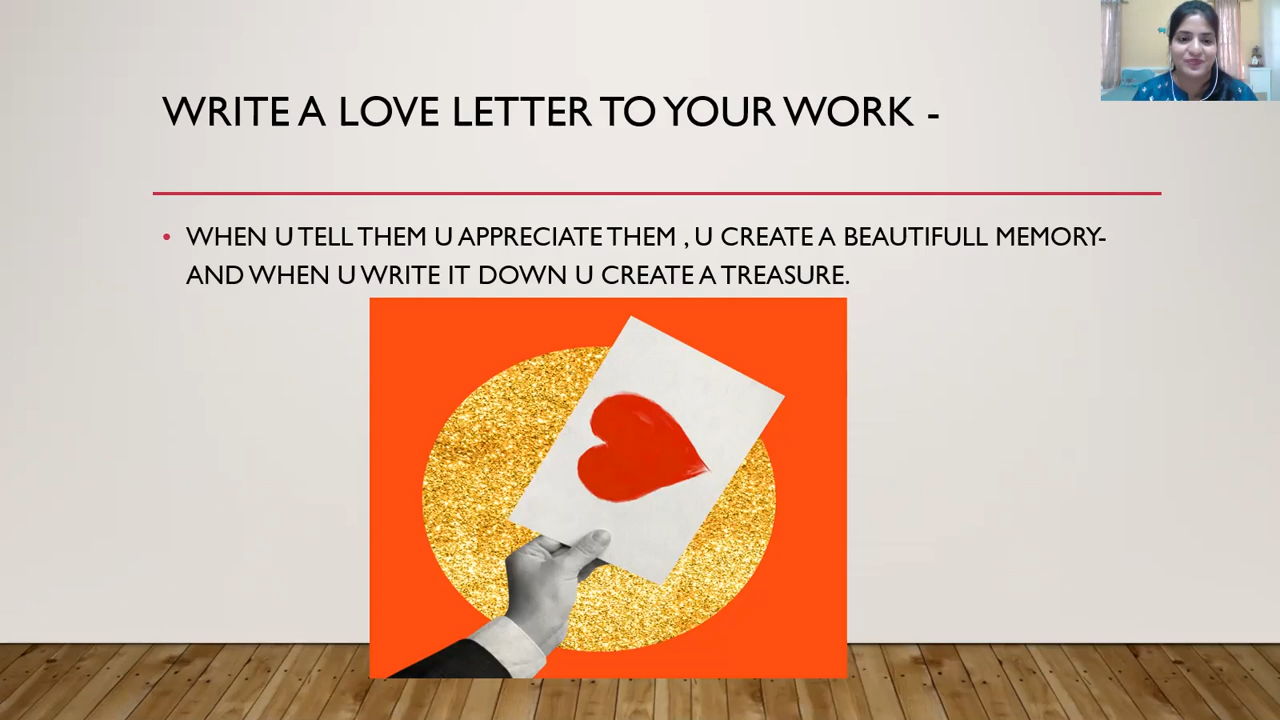 WRITE A LOVE LETTER TO YOUR WORK -
• WHEN U TELL THEM U APPRECIATE THEM , U CREATE A BEAUTIFULL MEMORY-
AND WHEN U WRITE IT DOWN U CREATE A TREASURE.